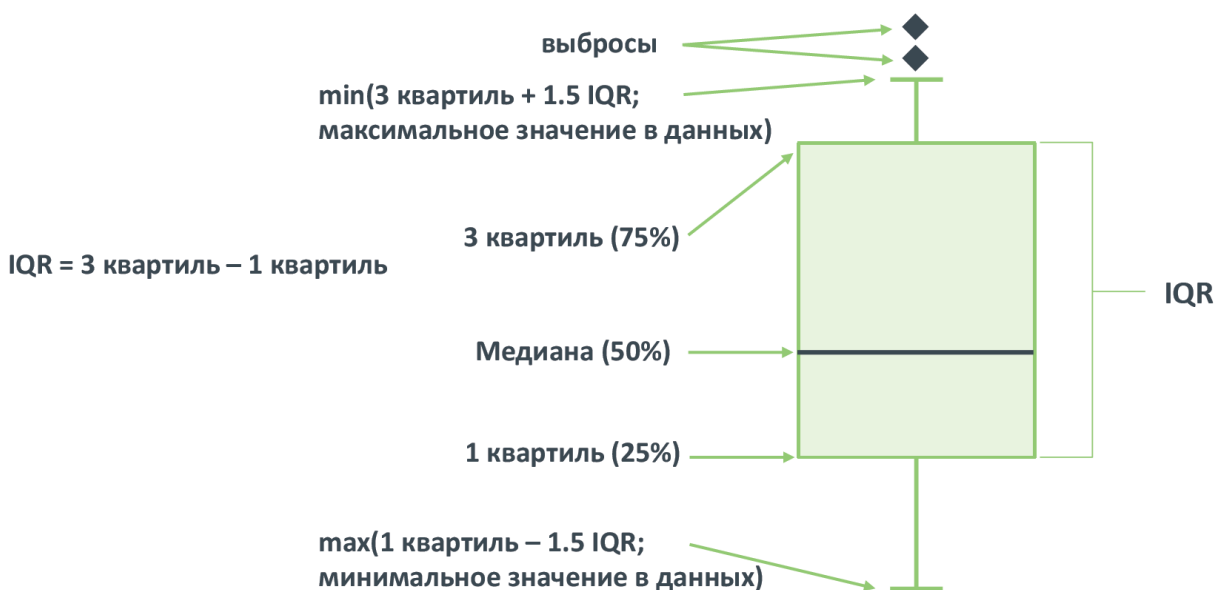 выбросы
min(3 квартиль + 1.5 IQR;
максимальное значение в данных)
3 квартиль (75%)
IQR = 3 квартиль – 1 квартиль
IQR
Медиана (50%)
1 квартиль (25%)
max(1 квартиль – 1.5 IQR;
минимальное значение в данных)